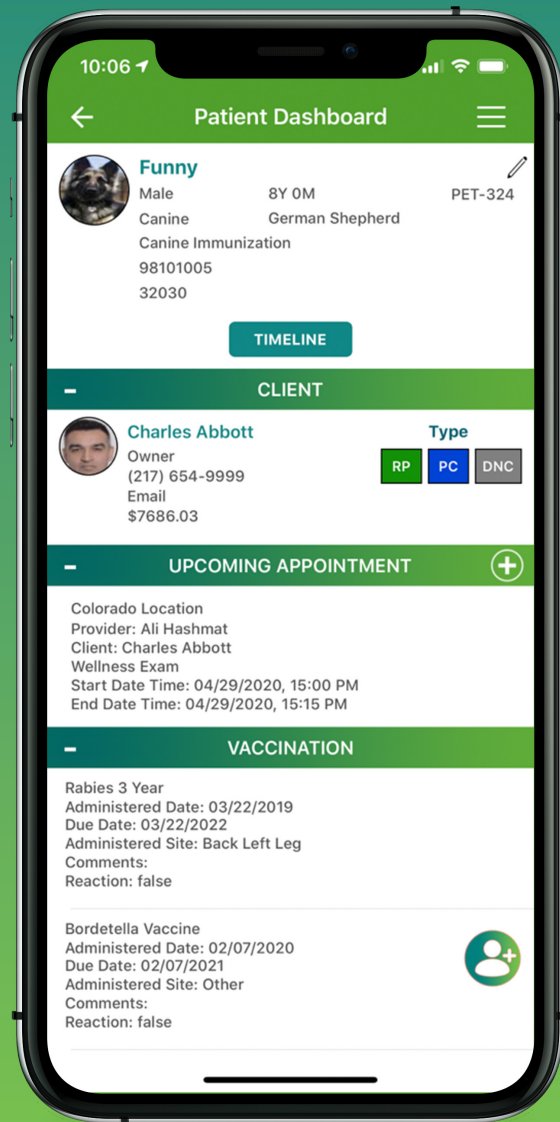 10:06
Patient Dashboard
Funny
Male 8Y 0M PET-324
Canine German Shepherd
Canine Immunization
98101005
32030
TIMELINE
- CLIENT
Charles Abbott Type
Owner
(217) 654-9999 RP PC DNC
Email
$7686.03
- UPCOMING APPOINTMENT +
Colorado Location
Provider: Ali Hashmat
Client: Charles Abbott
Wellness Exam
Start Date Time: 04/29/2020, 15:00 PM
End Date Time: 04/29/2020, 15:15 PM
- VACCINATION
Rabies 3 Year
Administered Date: 03/22/2019
Due Date: 03/22/2022
Administered Site: Back Left Leg
Comments:
Reaction: false
Bordetella Vaccine
Administered Date: 02/07/2020
Due Date: 02/07/2021
Administered Site: Other
Comments:
Reaction: false